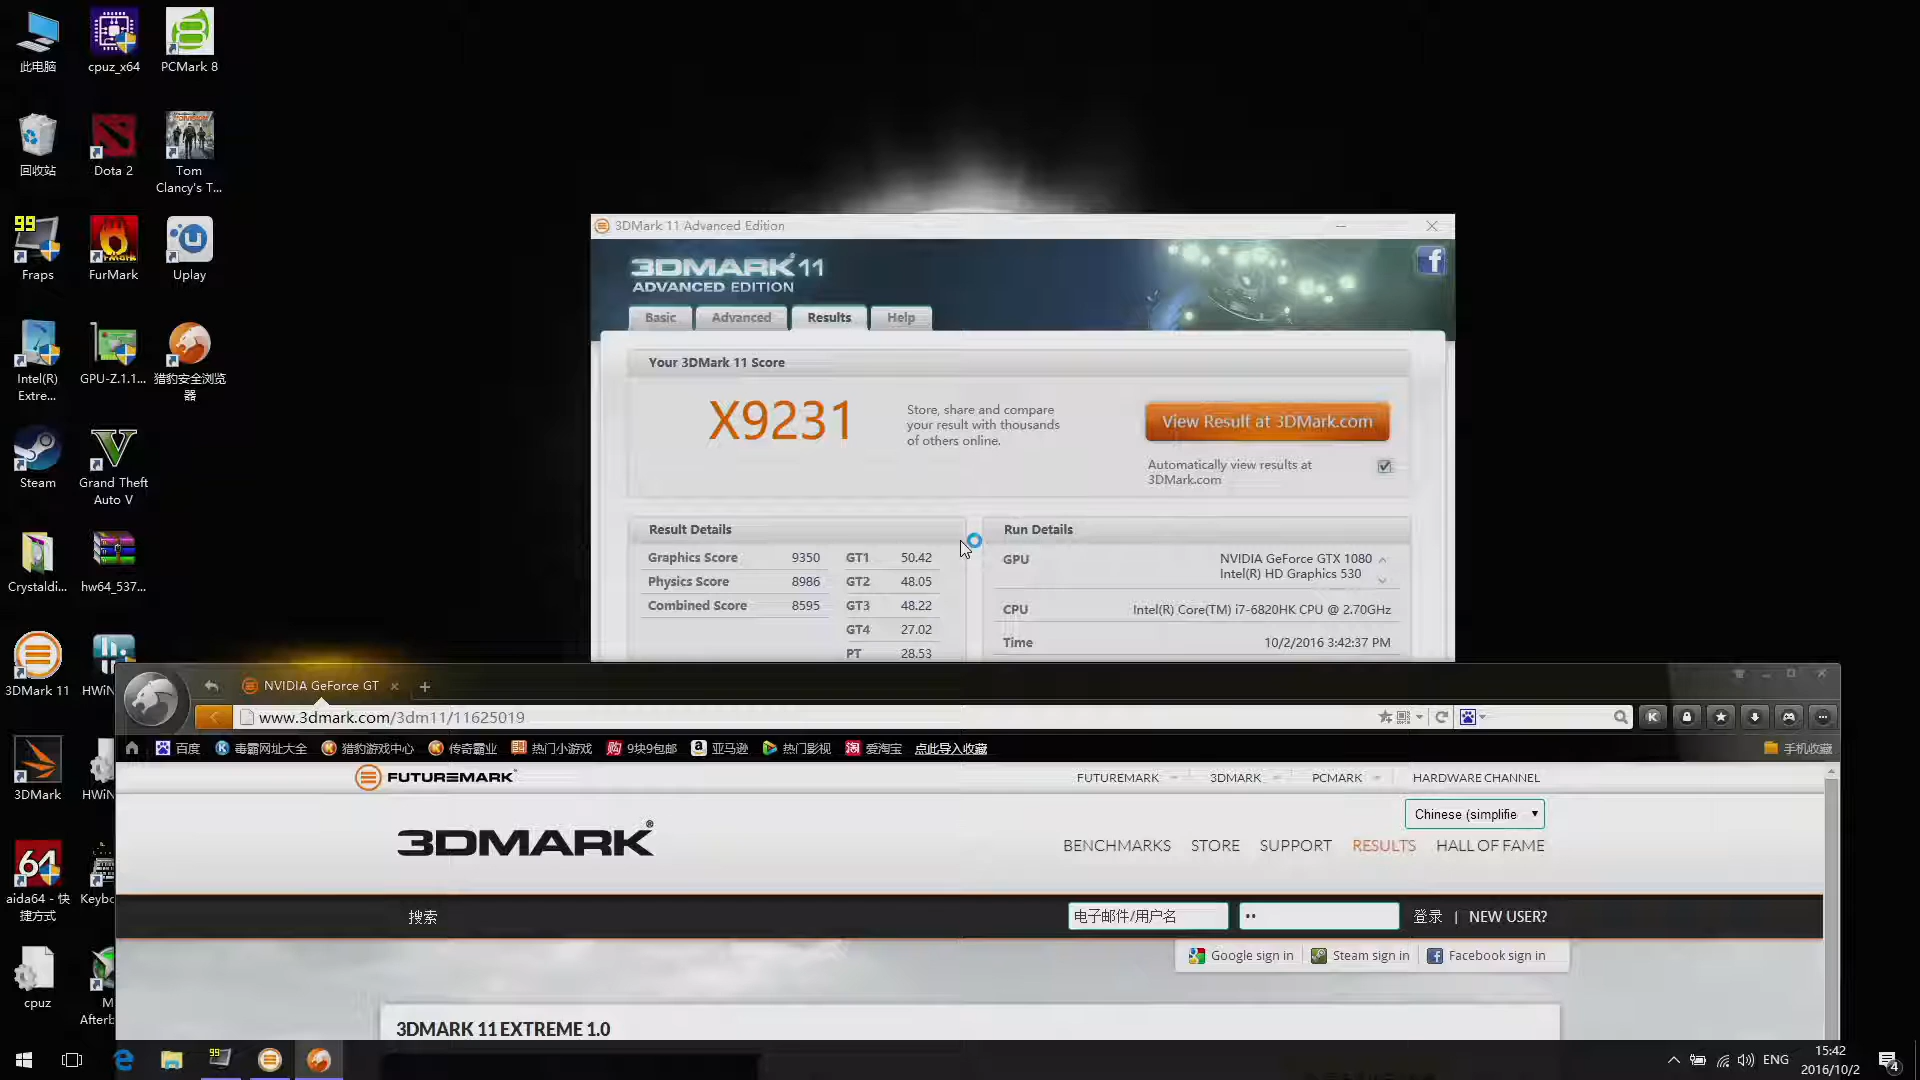 此电脑
cpuz_x64
PCMark 8
回收站
Dota 2
Tom Clancy's T...
99
Fraps
FurMark
Uplay
Intel(R) Extre...
GPU-Z.1.1...
猎豹安全浏览器
Steam
Grand Theft Auto V
Crystaldi...
hw64_537...
3DMark 11
HWiN
3DMark
HWiN
64
aida64 - 快捷方式
Keybo
cpuz
M
Afterb
3DMark 11 Advanced Edition
3DMARK 11
ADVANCED EDITION
Basic
Advanced
Results
Help
Your 3DMark 11 Score
X9231
Store, share and compare
your result with thousands
of others online.
View Result at 3DMark.com
Automatically view results at
3DMark.com
Result Details
Graphics Score 9350 GT1 50.42
Physics Score 8986 GT2 48.05
Combined Score 8595 GT3 48.22
GT4 27.02
PT 28.53
Run Details
GPU NVIDIA GeForce GTX 1080
Intel(R) HD Graphics 530
CPU Intel(R) Core(TM) i7-6820HK CPU @ 2.70GHz
Time 10/2/2016 3:42:37 PM
NVIDIA GeForce GT
www.3dmark.com/3dm11/11625019
百度 毒霸网址大全 猎豹游戏中心 传奇霸业 热门小游戏 9块9包邮 亚马逊 热门影视 爱淘宝 点此导入收藏 手机收藏
FUTUREMARK
FUTUREMARK 3DMARK PCMARK HARDWARE CHANNEL
Chinese (simplifie
3DMARK®
BENCHMARKS STORE SUPPORT RESULTS HALL OF FAME
搜索
电子邮件/用户名
登录 | NEW USER?
Google sign in Steam sign in Facebook sign in
3DMARK 11 EXTREME 1.0
ENG
15:42
2016/10/2
4